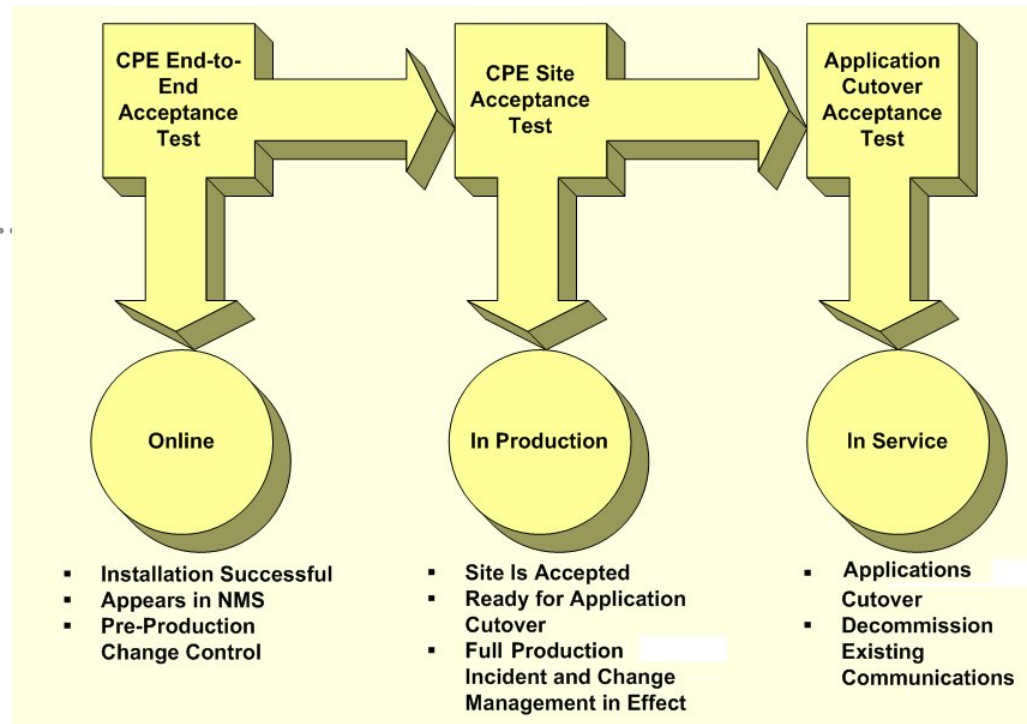 CPE End-to-
End
Acceptance
Test
CPE Site
Acceptance
Test
Application
Cutover
Acceptance
Test
Online
In Production
In Service
▪ Installation Successful
▪ Appears in NMS
▪ Pre-Production
Change Control
▪ Site Is Accepted
▪ Ready for Application
Cutover
▪ Full Production
Incident and Change
Management in Effect
▪ Applications
Cutover
▪ Decommission
Existing
Communications